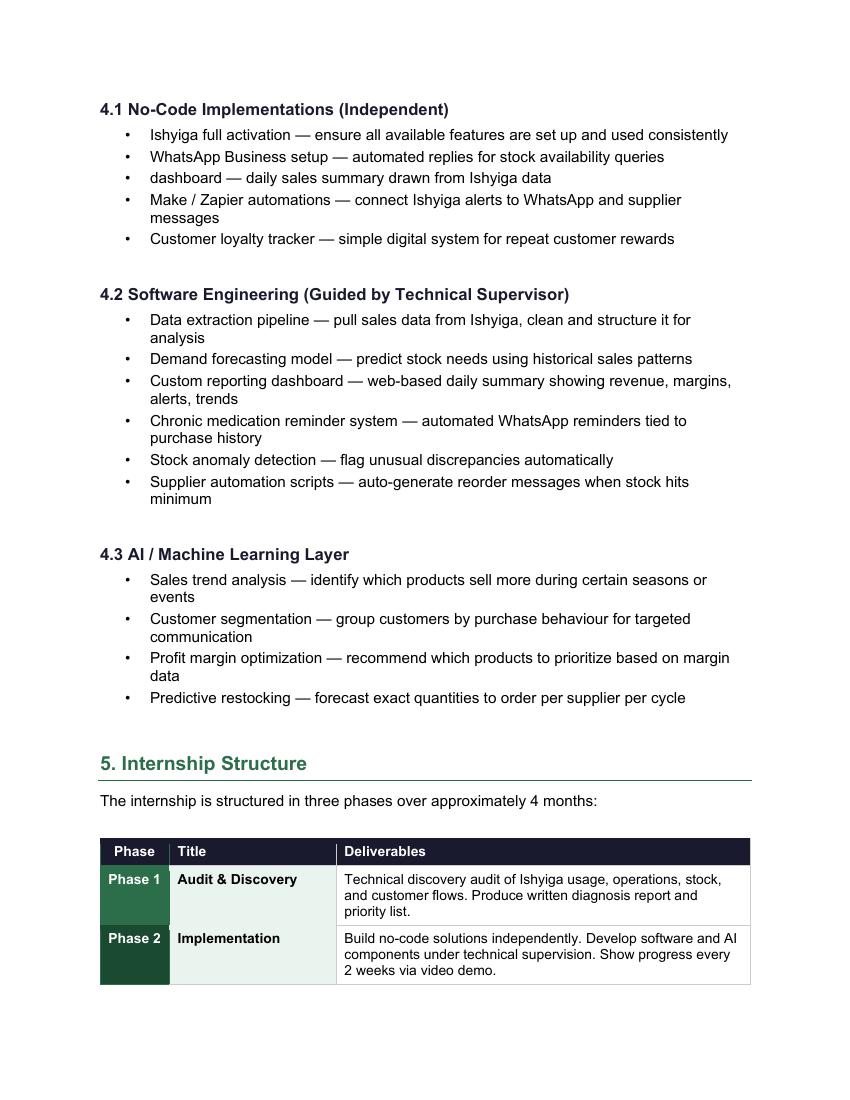 4.1 No-Code Implementations (Independent)
• Ishyiga full activation — ensure all available features are set up and used consistently
• WhatsApp Business setup — automated replies for stock availability queries
• dashboard — daily sales summary drawn from Ishyiga data
• Make / Zapier automations — connect Ishyiga alerts to WhatsApp and supplier
messages
• Customer loyalty tracker — simple digital system for repeat customer rewards
4.2 Software Engineering (Guided by Technical Supervisor)
• Data extraction pipeline — pull sales data from Ishyiga, clean and structure it for
analysis
• Demand forecasting model — predict stock needs using historical sales patterns
• Custom reporting dashboard — web-based daily summary showing revenue, margins,
alerts, trends
• Chronic medication reminder system — automated WhatsApp reminders tied to
purchase history
• Stock anomaly detection — flag unusual discrepancies automatically
• Supplier automation scripts — auto-generate reorder messages when stock hits
minimum
4.3 AI / Machine Learning Layer
• Sales trend analysis — identify which products sell more during certain seasons or
events
• Customer segmentation — group customers by purchase behaviour for targeted
communication
• Profit margin optimization — recommend which products to prioritize based on margin
data
• Predictive restocking — forecast exact quantities to order per supplier per cycle
5. Internship Structure
The internship is structured in three phases over approximately 4 months:
Phase Title Deliverables
Phase 1 Audit & Discovery Technical discovery audit of Ishyiga usage, operations, stock,
and customer flows. Produce written diagnosis report and
priority list.
Phase 2 Implementation Build no-code solutions independently. Develop software and AI
components under technical supervision. Show progress every
2 weeks via video demo.